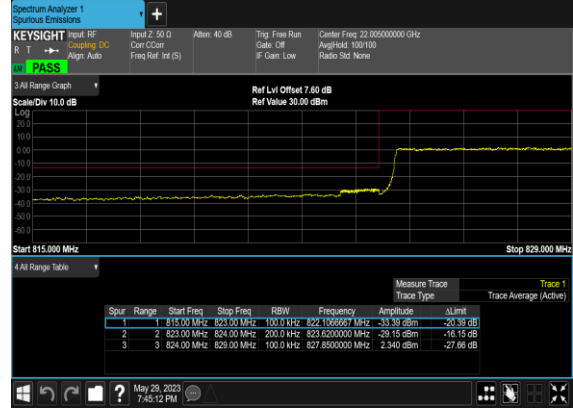 Spectrum Analyzer 1
Spurious Emissions
+
KEYSIGHT Input: RF Input Z: 50 Ω Atten: 40 dB Trig: Free Run Center Freq: 22.005000000 GHz
R T Coupling: DC Corr CCorr Gate: Off Avg|Hold: 100/100
Align: Auto Freq Ref: Int (S) IF Gain: Low Radio Std: None
PASS
3 All Range Graph
Ref Lvl Offset 7.60 dB
Scale/Div 10.0 dB Ref Value 30.00 dBm
Log
20.0
10.0
0.00
-10.0
-20.0
-30.0
-40.0
-50.0
-60.0
Start 815.000 MHz Stop 829.000 MHz
4 All Range Table
Measure Trace Trace 1
Trace Type Trace Average (Active)
Spur Range Start Freq Stop Freq RBW Frequency Amplitude ΔLimit
1 1 815.00 MHz 823.00 MHz 100.0 kHz 822.1066667 MHz -33.39 dBm -20.39 dB
2 2 823.00 MHz 824.00 MHz 200.0 kHz 823.6200000 MHz -29.15 dBm -16.15 dB
3 3 824.00 MHz 829.00 MHz 100.0 kHz 827.8500000 MHz 2.340 dBm -27.66 dB
?
May 29, 2023
7:45:12 PM